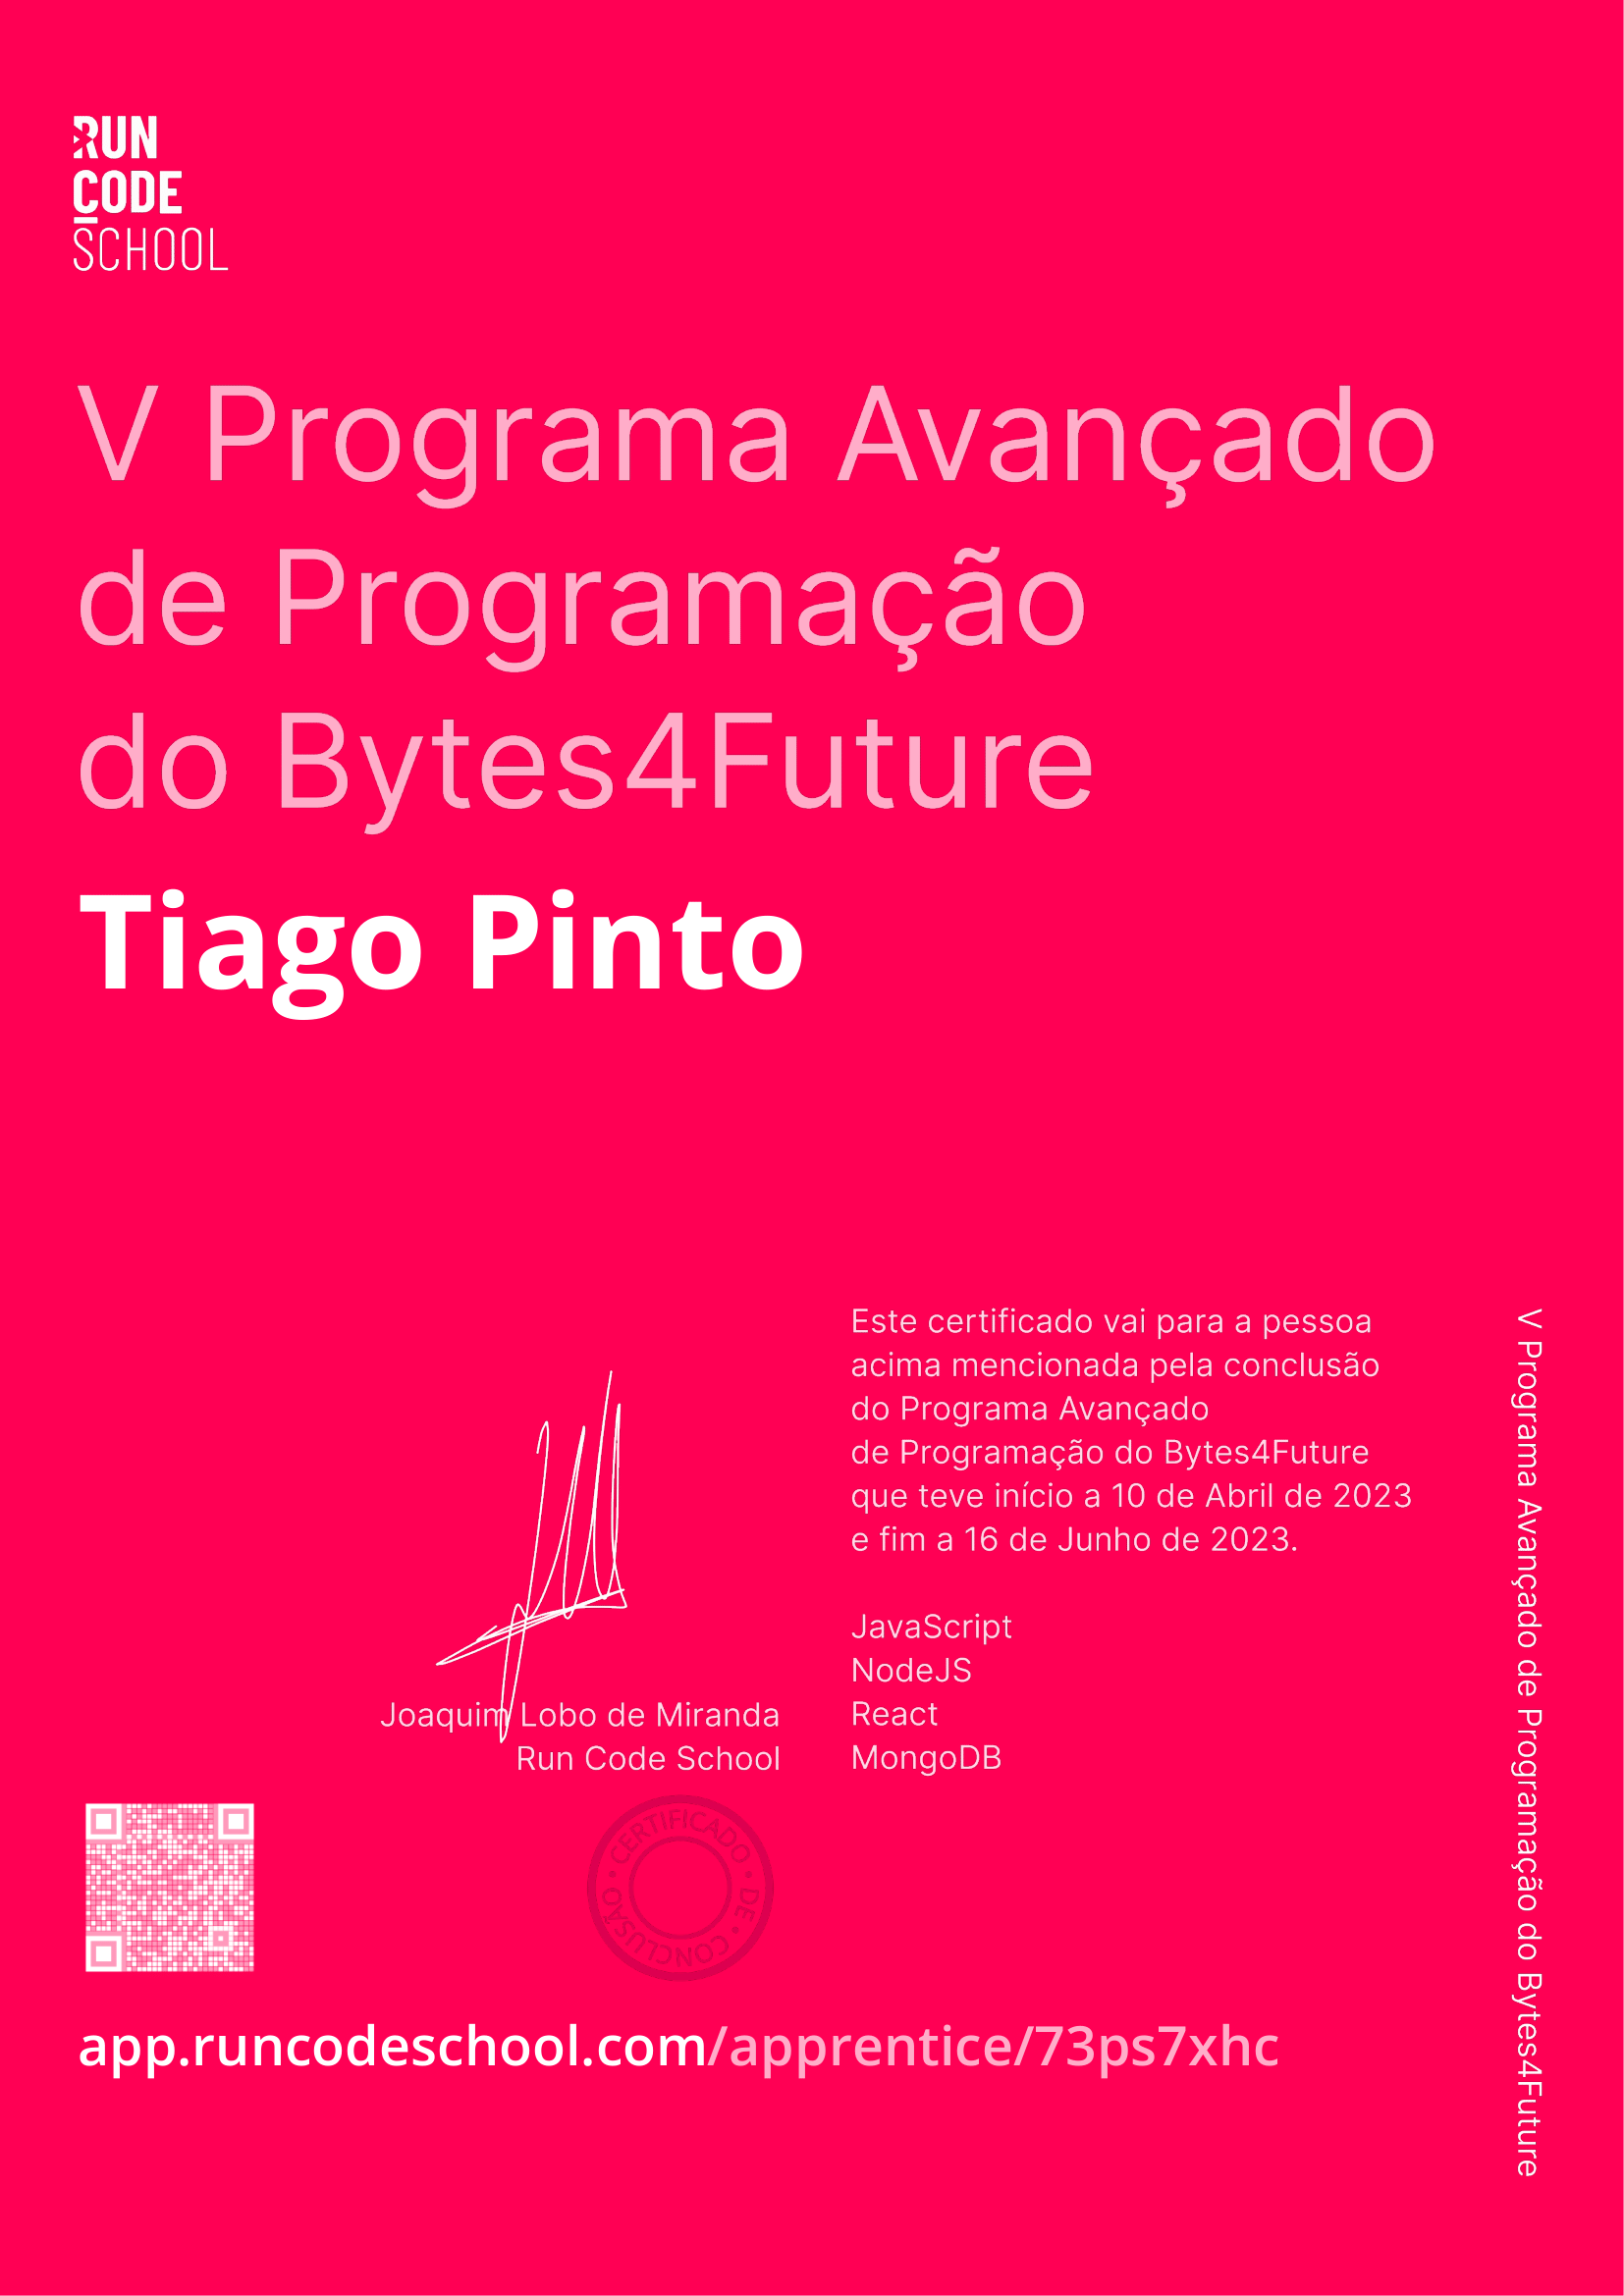 RUN
CODE
SCHOOL
V Programa Avançado
de Programação
do Bytes4Future
Tiago Pinto
Este certificado vai para a pessoa
acima mencionada pela conclusão
do Programa Avançado
de Programação do Bytes4Future
que teve início a 10 de Abril de 2023
e fim a 16 de Junho de 2023.
JavaScript
NodeJS
React
MongoDB
Joaquim Lobo de Miranda
Run Code School
CERTIFICADO • DE • CONCLUSÃO •
app.runcodeschool.com/apprentice/73ps7xhc
V Programa Avançado de Programação do Bytes4Future